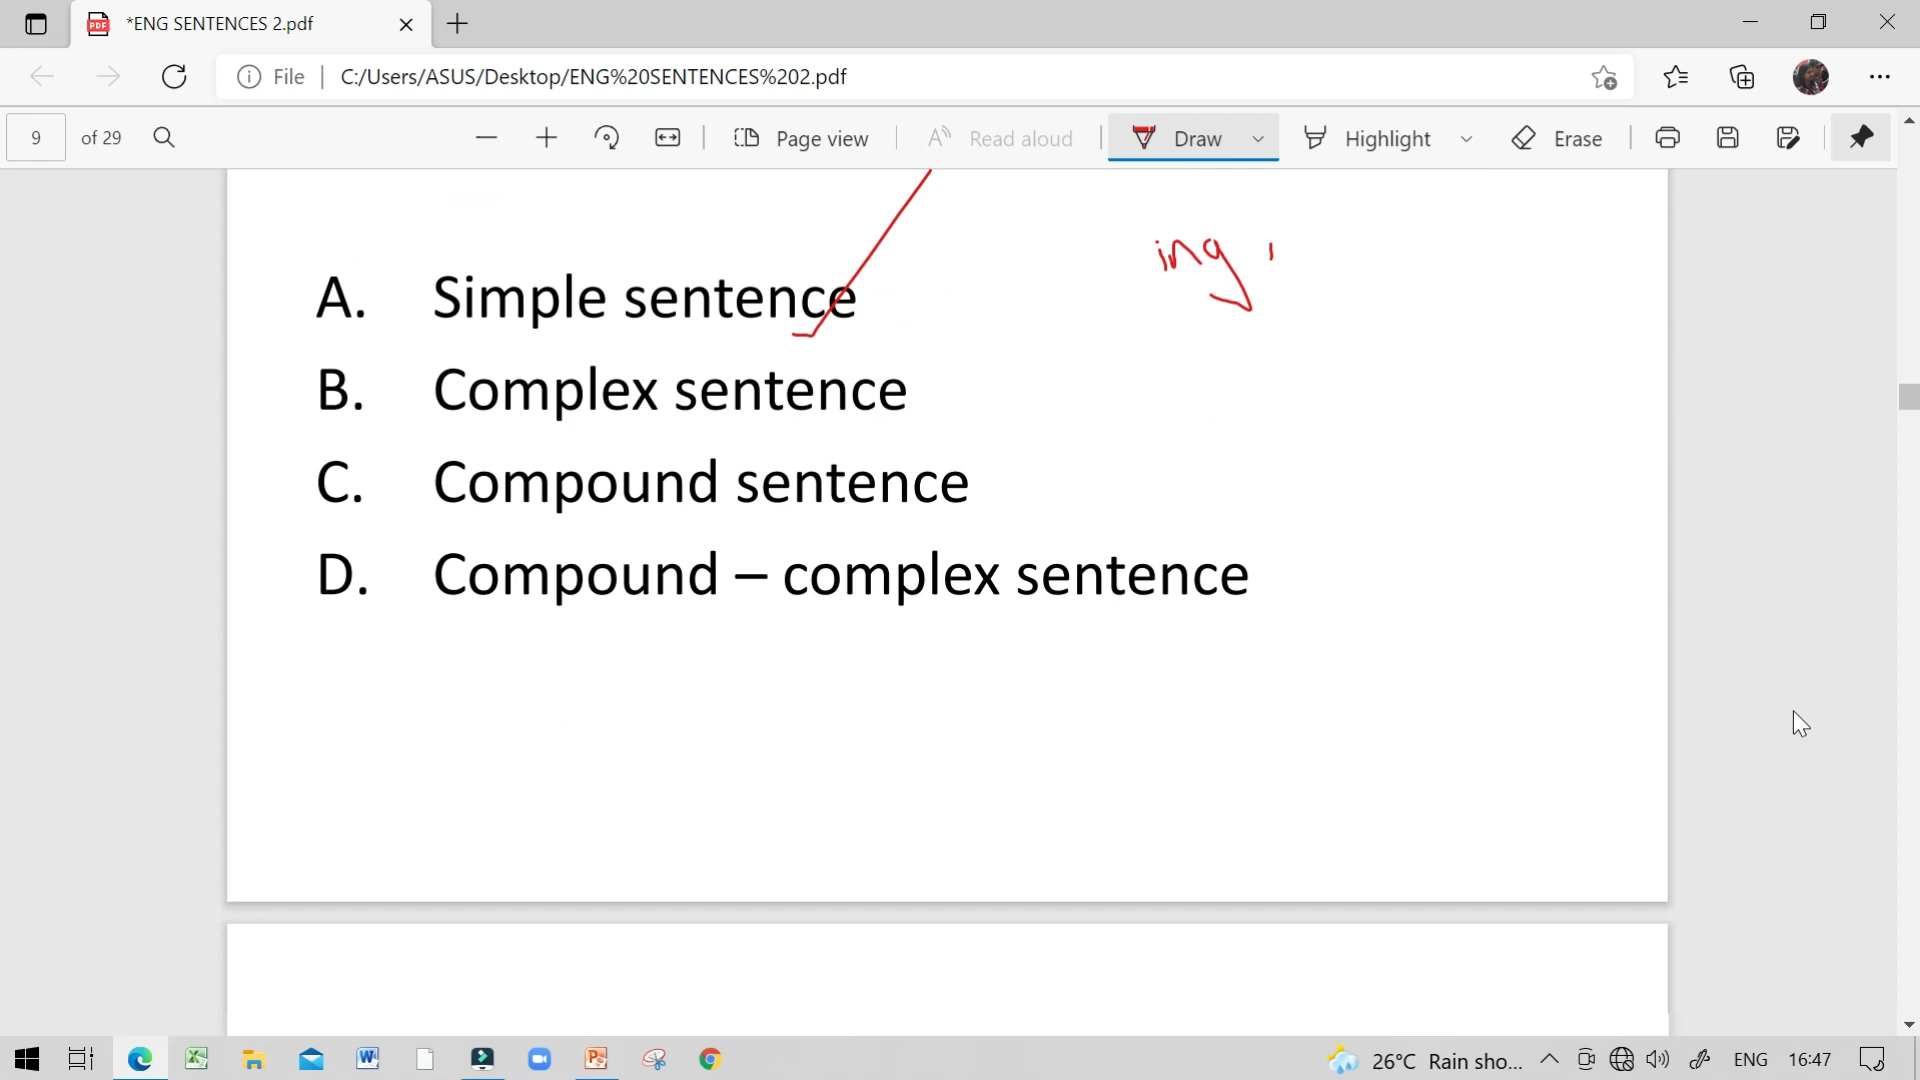 *ENG SENTENCES 2.pdf
File C:/Users/ASUS/Desktop/ENG%20SENTENCES%202.pdf
9 of 29 Page view Read aloud Draw Highlight Erase
ing
A. Simple sentence
B. Complex sentence
C. Compound sentence
D. Compound – complex sentence
26°C Rain sho... ENG 16:47